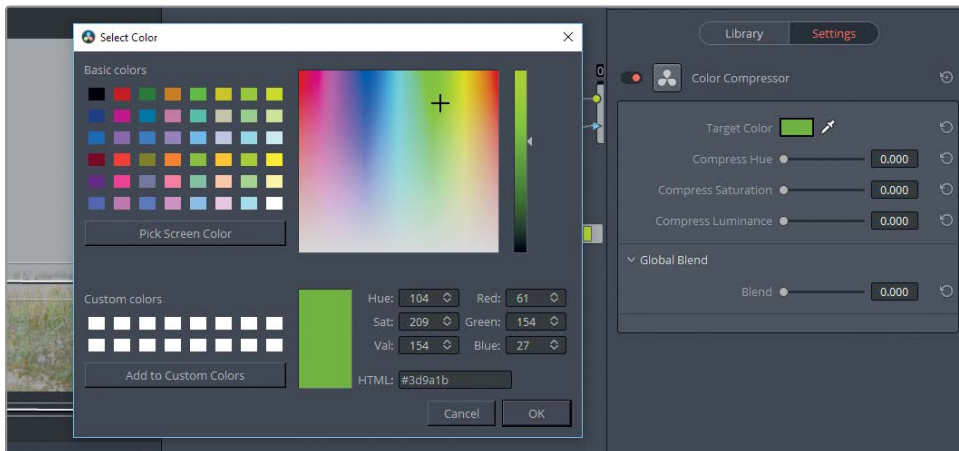 Select Color
Basic colors
Pick Screen Color
Custom colors
Add to Custom Colors
Hue: 104 Red: 61
Sat: 209 Green: 154
Val: 154 Blue: 27
HTML: #3d9a1b
Cancel OK
0
Library Settings
Color Compressor
Target Color
Compress Hue 0.000
Compress Saturation 0.000
Compress Luminance 0.000
Global Blend
Blend 0.000